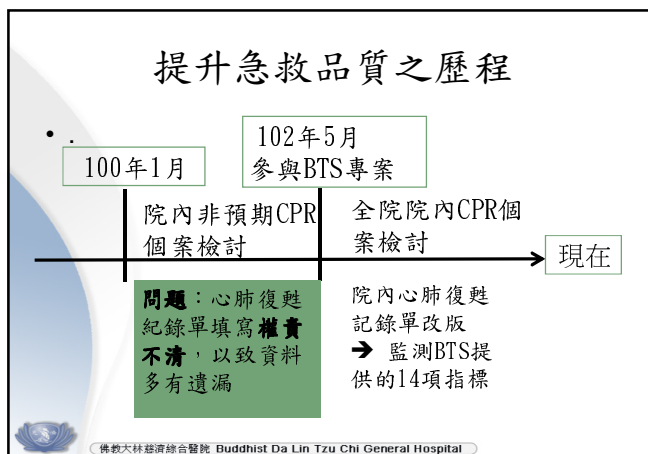 提升急救品質之歷程
• .
100年1月
102年5月
參與BTS專案
院內非預期CPR
個案檢討
全院院內CPR個
案檢討
現在
問題：心肺復甦
紀錄單填寫權責
不清，以致資料
多有遺漏
院內心肺復甦
記錄單改版
➔ 監測BTS提
供的14項指標
佛教大林慈濟綜合醫院 Buddhist Da Lin Tzu Chi General Hospital